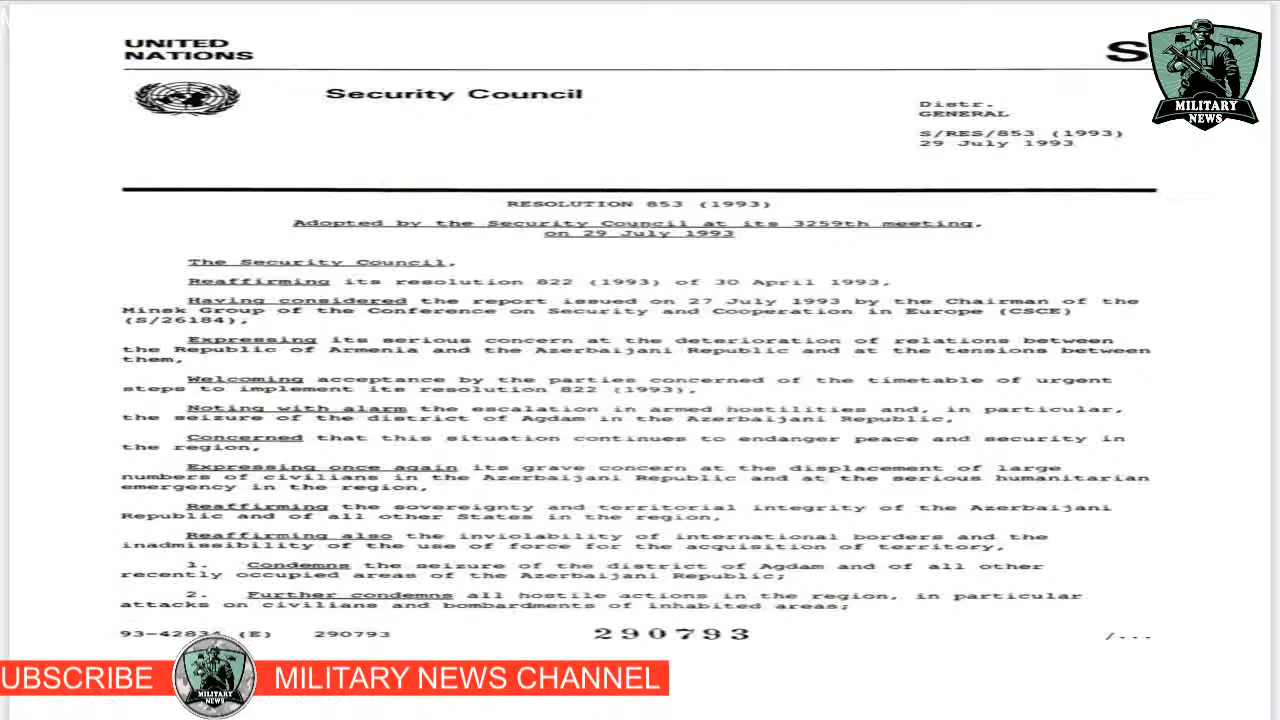 UNITED
NATIONS
S
Security Council
Distr.
GENERAL
S/RES/853 (1993)
29 July 1993
MILITARY
NEWS
RESOLUTION 853 (1993)
Adopted by the Security Council at its 3259th meeting,
on 29 July 1993
The Security Council,
Reaffirming its resolution 822 (1993) of 30 April 1993,
Having considered the report issued on 27 July 1993 by the Chairman of the
Minsk Group of the Conference on Security and Cooperation in Europe (CSCE)
(S/26184),
Expressing its serious concern at the deterioration of relations between
the Republic of Armenia and the Azerbaijani Republic and at the tensions between
them,
Welcoming acceptance by the parties concerned of the timetable of urgent
steps to implement its resolution 822 (1993),
Noting with alarm the escalation in armed hostilities and, in particular,
the seizure of the district of Agdam in the Azerbaijani Republic,
Concerned that this situation continues to endanger peace and security in
the region,
Expressing once again its grave concern at the displacement of large
numbers of civilians in the Azerbaijani Republic and at the serious humanitarian
emergency in the region,
Reaffirming the sovereignty and territorial integrity of the Azerbaijani
Republic and of all other States in the region,
Reaffirming also the inviolability of international borders and the
inadmissibility of the use of force for the acquisition of territory,
1. Condemns the seizure of the district of Agdam and of all other
recently occupied areas of the Azerbaijani Republic;
2. Further condemns all hostile actions in the region, in particular
attacks on civilians and bombardments of inhabited areas;
93-42834 (E) 290793 290793 /...
UBSCRIBE MILITARY NEWS MILITARY NEWS CHANNEL